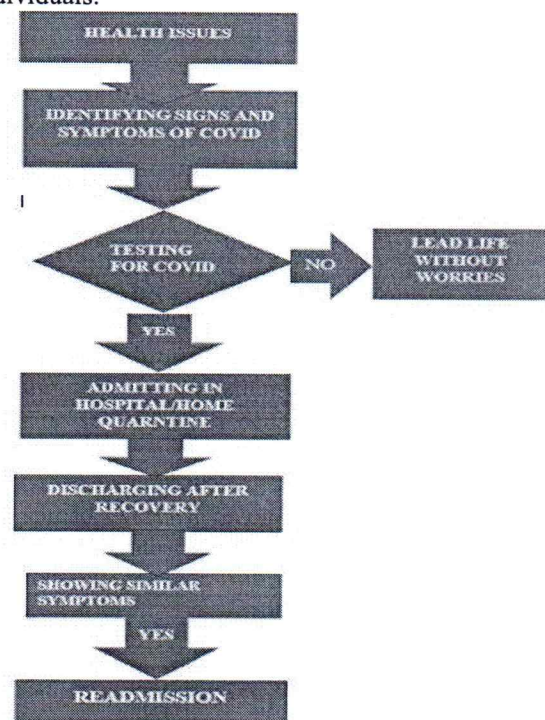 ividuals.
HEALTH ISSUES
IDENTIFYING SIGNS AND
SYMPTOMS OF COVID
TESTING
FOR COVID
NO
LEAD LIFE
WITHOUT
WORRIES
YES
ADMITTING IN
HOSPITAL/HOME
QUARNTINE
DISCHARGING AFTER
RECOVERY
SHOWING SIMILAR
SYMPTOMS
YES
READMISSION